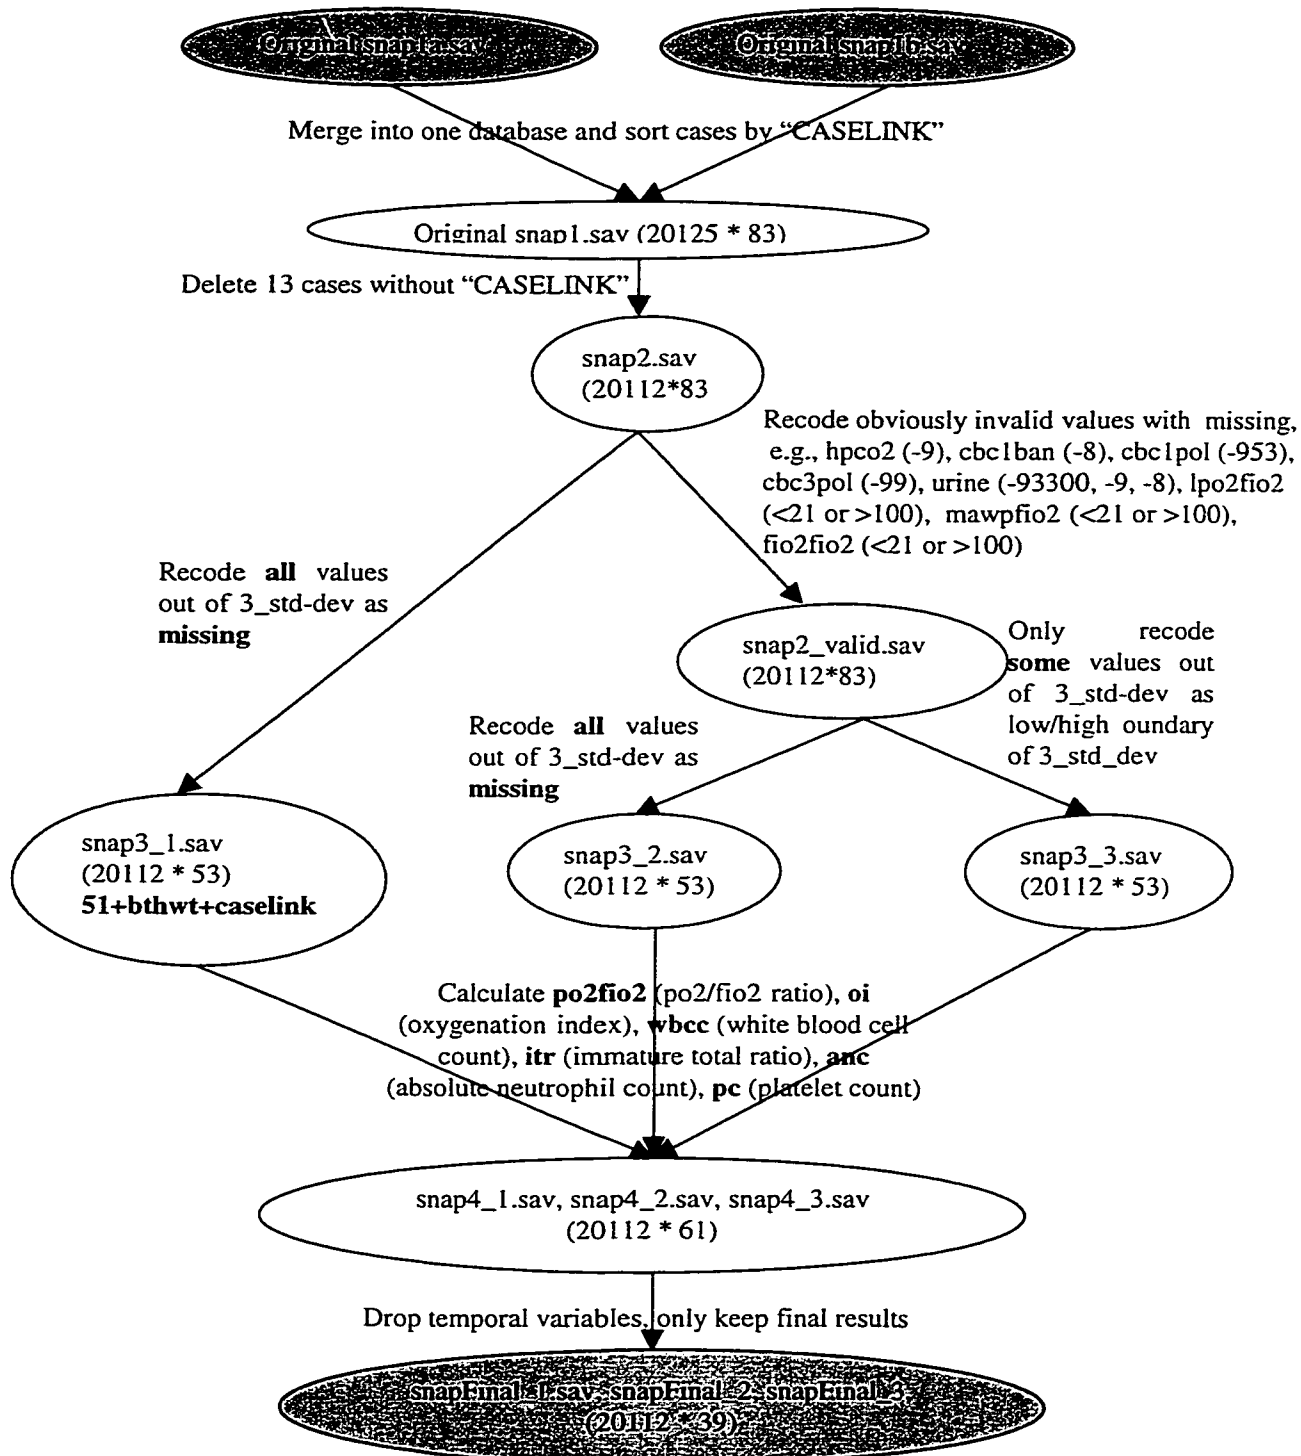 Original snap1a.sav
Original snap1b.sav
Merge into one database and sort cases by “CASELINK”
Original snap1.sav (20125 * 83)
Delete 13 cases without “CASELINK”
snap2.sav
(20112*83
Recode obviously invalid values with missing,
e.g., hpco2 (-9), cbc1ban (-8), cbc1pol (-953),
cbc3pol (-99), urine (-93300, -9, -8), lpo2fio2
(<21 or >100), mawpfio2 (<21 or >100),
fio2fio2 (<21 or >100)
Recode all values
out of 3_std-dev as
missing
snap2_valid.sav
(20112*83)
Only recode
some values out
of 3_std-dev as
low/high oundary
of 3_std_dev
Recode all values
out of 3_std-dev as
missing
snap3_1.sav
(20112 * 53)
51+bthwt+caselink
snap3_2.sav
(20112 * 53)
snap3_3.sav
(20112 * 53)
Calculate po2fio2 (po2/fio2 ratio), oi
(oxygenation index), wbcc (white blood cell
count), itr (immature total ratio), anc
(absolute neutrophil count), pc (platelet count)
snap4_1.sav, snap4_2.sav, snap4_3.sav
(20112 * 61)
Drop temporal variables, only keep final results
snapFinal_1.sav, snapFinal_2, snapFinal_3
(20112 * 39)